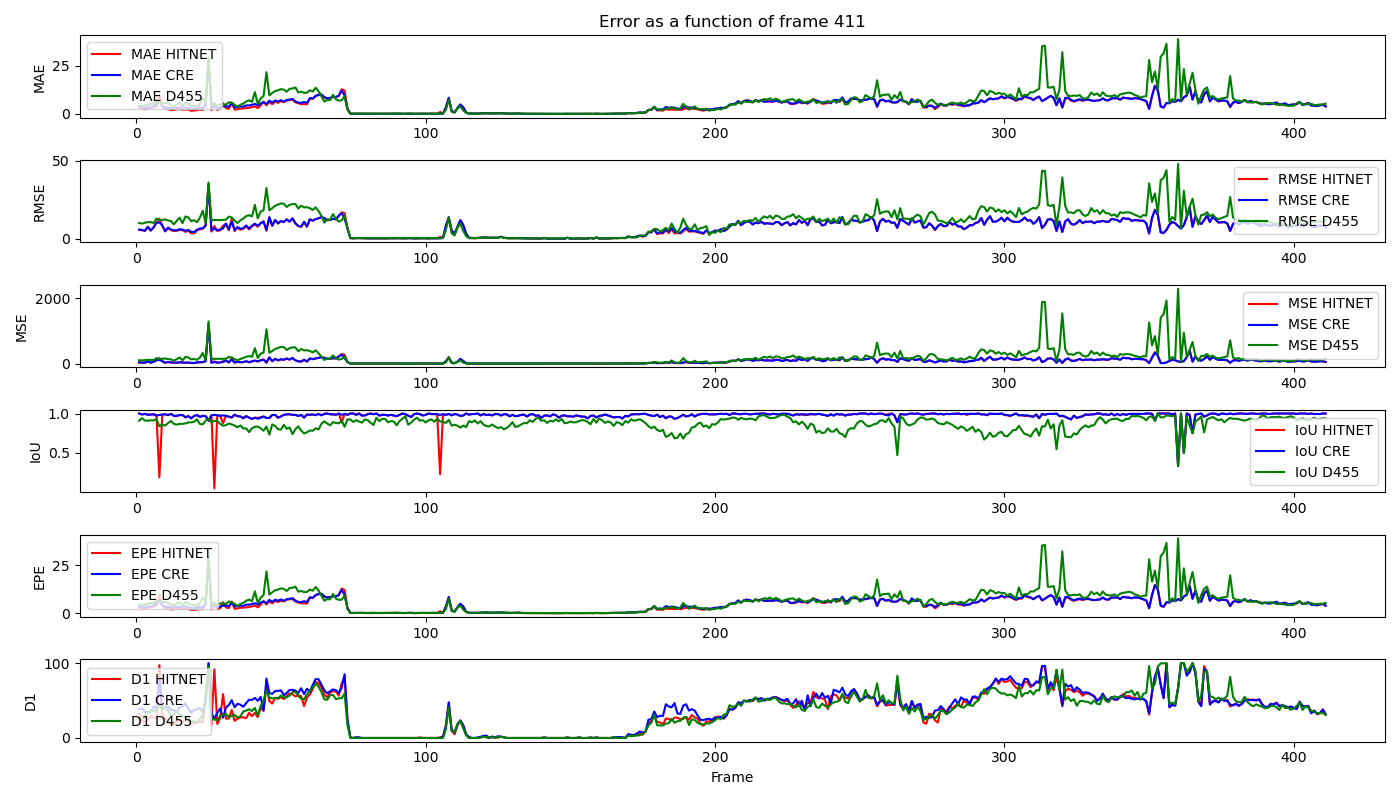 Error as a function of frame 411
MAE
25
0
MAE HITNET
MAE CRE
MAE D455
0 100 200 300 400
RMSE
50
0
RMSE HITNET
RMSE CRE
RMSE D455
0 100 200 300 400
MSE
2000
0
MSE HITNET
MSE CRE
MSE D455
0 100 200 300 400
IoU
1.0
0.5
IoU HITNET
IoU CRE
IoU D455
0 100 200 300 400
EPE
25
0
EPE HITNET
EPE CRE
EPE D455
0 100 200 300 400
D1
100
0
D1 HITNET
D1 CRE
D1 D455
0 100 200 300 400
Frame